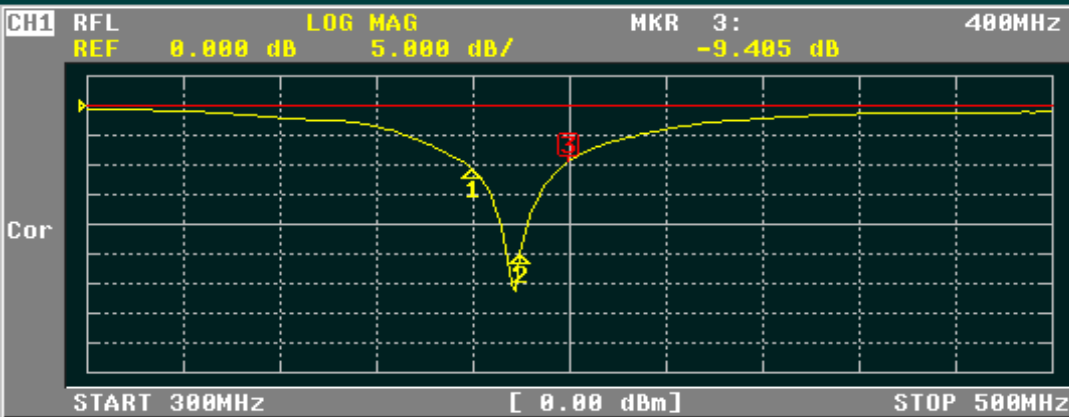 CH1 RFL LOG MAG MKR 3: 400MHz
REF 0.000 dB 5.000 dB/ -9.405 dB
3
1
Cor
2
START 300MHz [ 0.00 dBm] STOP 500MHz